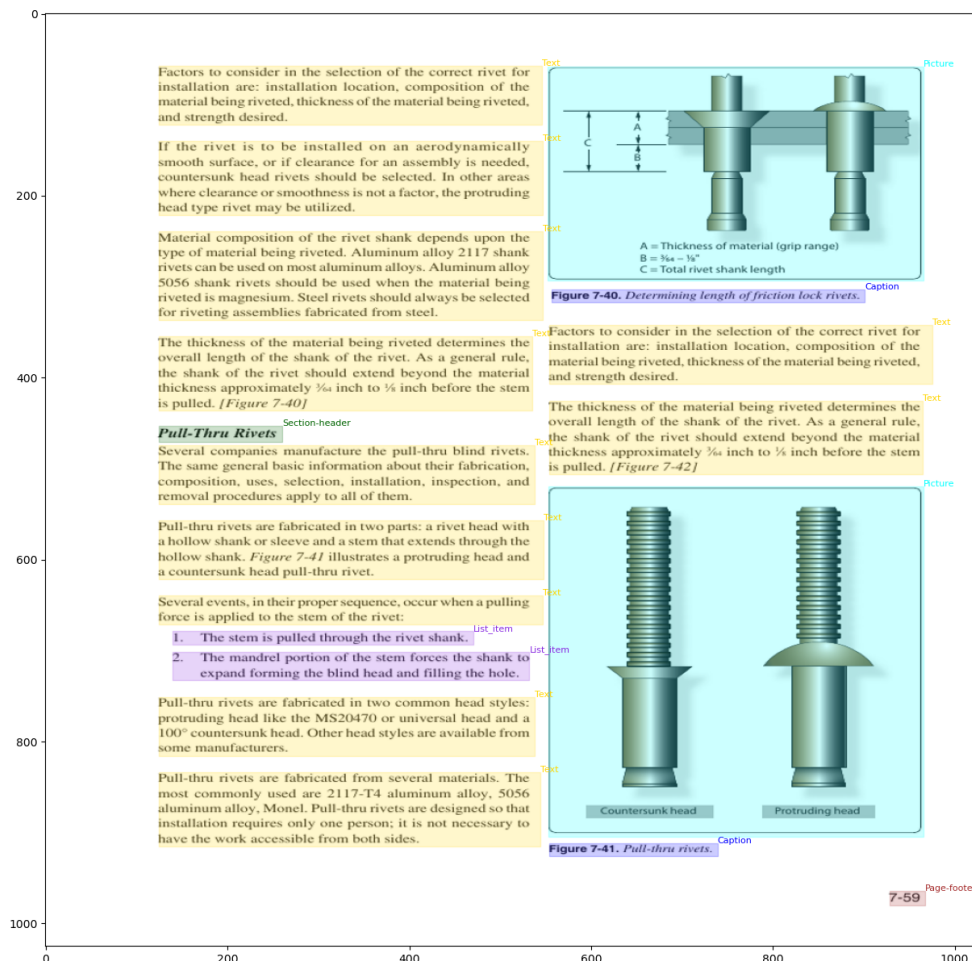 0
200
400
600
800
1000
0
200
400
600
800
1000
Text
Factors to consider in the selection of the correct rivet for
installation are: installation location, composition of the
material being riveted, thickness of the material being riveted,
and strength desired.
Text
If the rivet is to be installed on an aerodynamically
smooth surface, or if clearance for an assembly is needed,
countersunk head rivets should be selected. In other areas
where clearance or smoothness is not a factor, the protruding
head type rivet may be utilized.
Text
Material composition of the rivet shank depends upon the
type of material being riveted. Aluminum alloy 2117 shank
rivets can be used on most aluminum alloys. Aluminum alloy
5056 shank rivets should be used when the material being
riveted is magnesium. Steel rivets should always be selected
for riveting assemblies fabricated from steel.
Text
The thickness of the material being riveted determines the
overall length of the shank of the rivet. As a general rule,
the shank of the rivet should extend beyond the material
thickness approximately 3⁄64 inch to 1⁄8 inch before the stem
is pulled. [Figure 7-40]
Section-header
Pull-Thru Rivets
Text
Several companies manufacture the pull-thru blind rivets.
The same general basic information about their fabrication,
composition, uses, selection, installation, inspection, and
removal procedures apply to all of them.
Text
Pull-thru rivets are fabricated in two parts: a rivet head with
a hollow shank or sleeve and a stem that extends through the
hollow shank. Figure 7-41 illustrates a protruding head and
a countersunk head pull-thru rivet.
Text
Several events, in their proper sequence, occur when a pulling
force is applied to the stem of the rivet:
List_item
1. The stem is pulled through the rivet shank.
List_item
2. The mandrel portion of the stem forces the shank to
expand forming the blind head and filling the hole.
Text
Pull-thru rivets are fabricated in two common head styles:
protruding head like the MS20470 or universal head and a
100° countersunk head. Other head styles are available from
some manufacturers.
Text
Pull-thru rivets are fabricated from several materials. The
most commonly used are 2117-T4 aluminum alloy, 5056
aluminum alloy, Monel. Pull-thru rivets are designed so that
installation requires only one person; it is not necessary to
have the work accessible from both sides.
Picture
A
B
C
A = Thickness of material (grip range)
B = 3⁄64 – 1⁄8"
C = Total rivet shank length
Caption
Figure 7-40. Determining length of friction lock rivets.
Text
Factors to consider in the selection of the correct rivet for
installation are: installation location, composition of the
material being riveted, thickness of the material being riveted,
and strength desired.
Text
The thickness of the material being riveted determines the
overall length of the shank of the rivet. As a general rule,
the shank of the rivet should extend beyond the material
thickness approximately 3⁄64 inch to 1⁄8 inch before the stem
is pulled. [Figure 7-42]
Picture
Countersunk head
Protruding head
Caption
Figure 7-41. Pull-thru rivets.
Page-foote
7-59